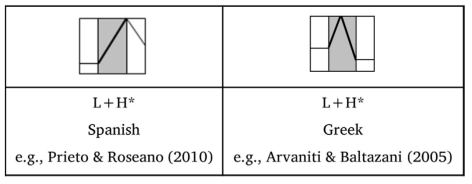 L+H*
Spanish
e.g., Prieto & Roseano (2010)
L+H*
Greek
e.g., Arvaniti & Baltazani (2005)